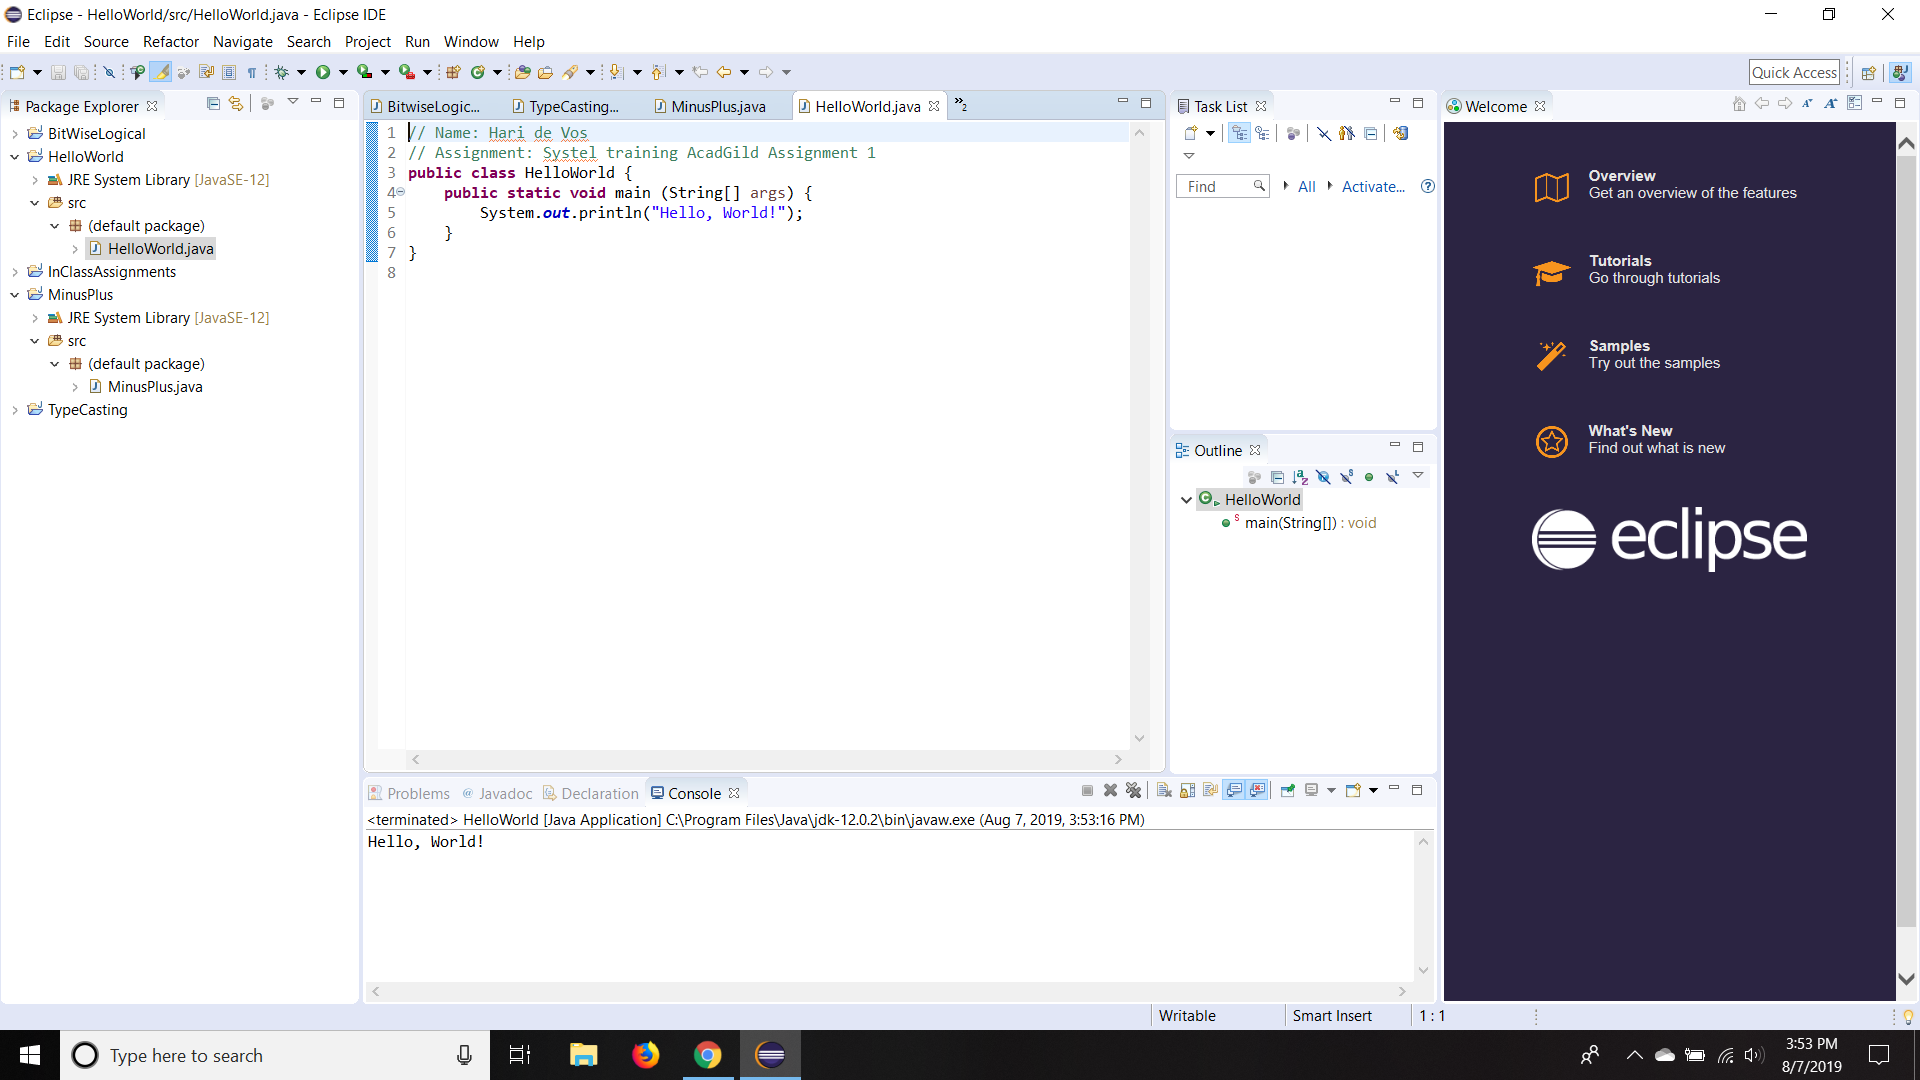 Eclipse - HelloWorld/src/HelloWorld.java - Eclipse IDE
File Edit Source Refactor Navigate Search Project Run Window Help
Quick Access
Package Explorer
BitWiseLogical
HelloWorld
JRE System Library [JavaSE-12]
src
(default package)
HelloWorld.java
InClassAssignments
MinusPlus
JRE System Library [JavaSE-12]
src
(default package)
MinusPlus.java
TypeCasting
BitwiseLogic... TypeCasting... MinusPlus.java HelloWorld.java »2
1 // Name: Hari de Vos
2 // Assignment: Systel training AcadGild Assignment 1
3 public class HelloWorld {
4 public static void main (String[] args) {
5 System.out.println("Hello, World!");
6 }
7 }
8
Task List
Find All Activate...
Outline
HelloWorld
main(String[]) : void
Welcome
Overview
Get an overview of the features
Tutorials
Go through tutorials
Samples
Try out the samples
What's New
Find out what is new
eclipse
Problems @ Javadoc Declaration Console
<terminated> HelloWorld [Java Application] C:\Program Files\Java\jdk-12.0.2\bin\javaw.exe (Aug 7, 2019, 3:53:16 PM)
Hello, World!
Writable Smart Insert 1 : 1
Type here to search
3:53 PM
8/7/2019